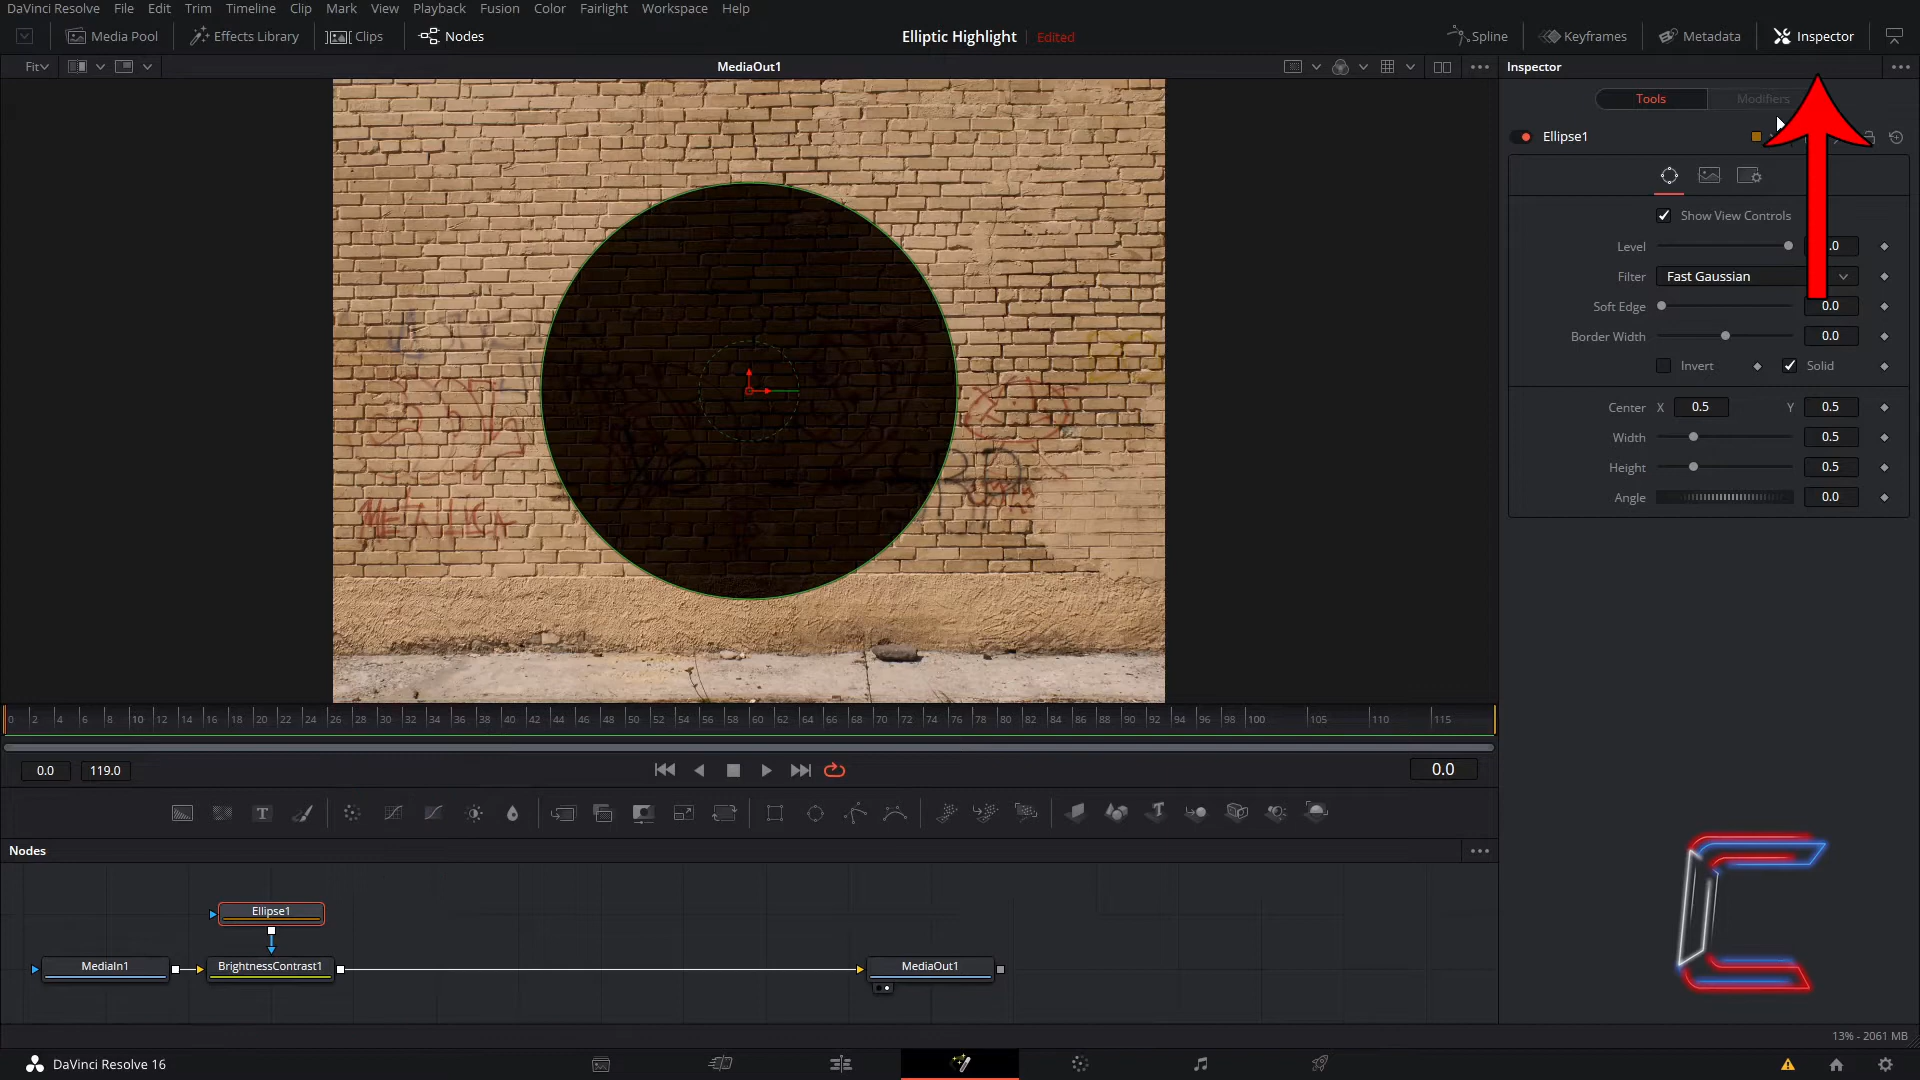 DaVinci Resolve File Edit Trim Timeline Clip Mark View Playback Fusion Color Fairlight Workspace Help
Media Pool Effects Library Clips Nodes Elliptic Highlight Edited Spline Keyframes Metadata Inspector
Fit MediaOut1 Inspector
Tools Modifiers
Ellipse1
Show View Controls
Level .0
Filter Fast Gaussian
Soft Edge 0.0
Border Width 0.0
Invert Solid
Center X 0.5 Y 0.5
Width 0.5
Height 0.5
Angle 0.0
METALICA
0 2 4 6 8 10 12 14 16 18 20 22 24 26 28 30 32 34 36 38 40 42 44 46 48 50 52 54 56 58 60 62 64 66 68 70 72 74 76 78 80 82 84 86 88 90 92 94 96 98 100 105 110 115
0.0 119.0 0.0
Nodes
Ellipse1
MediaIn1 BrightnessContrast1 MediaOut1
13% - 2061 MB
DaVinci Resolve 16